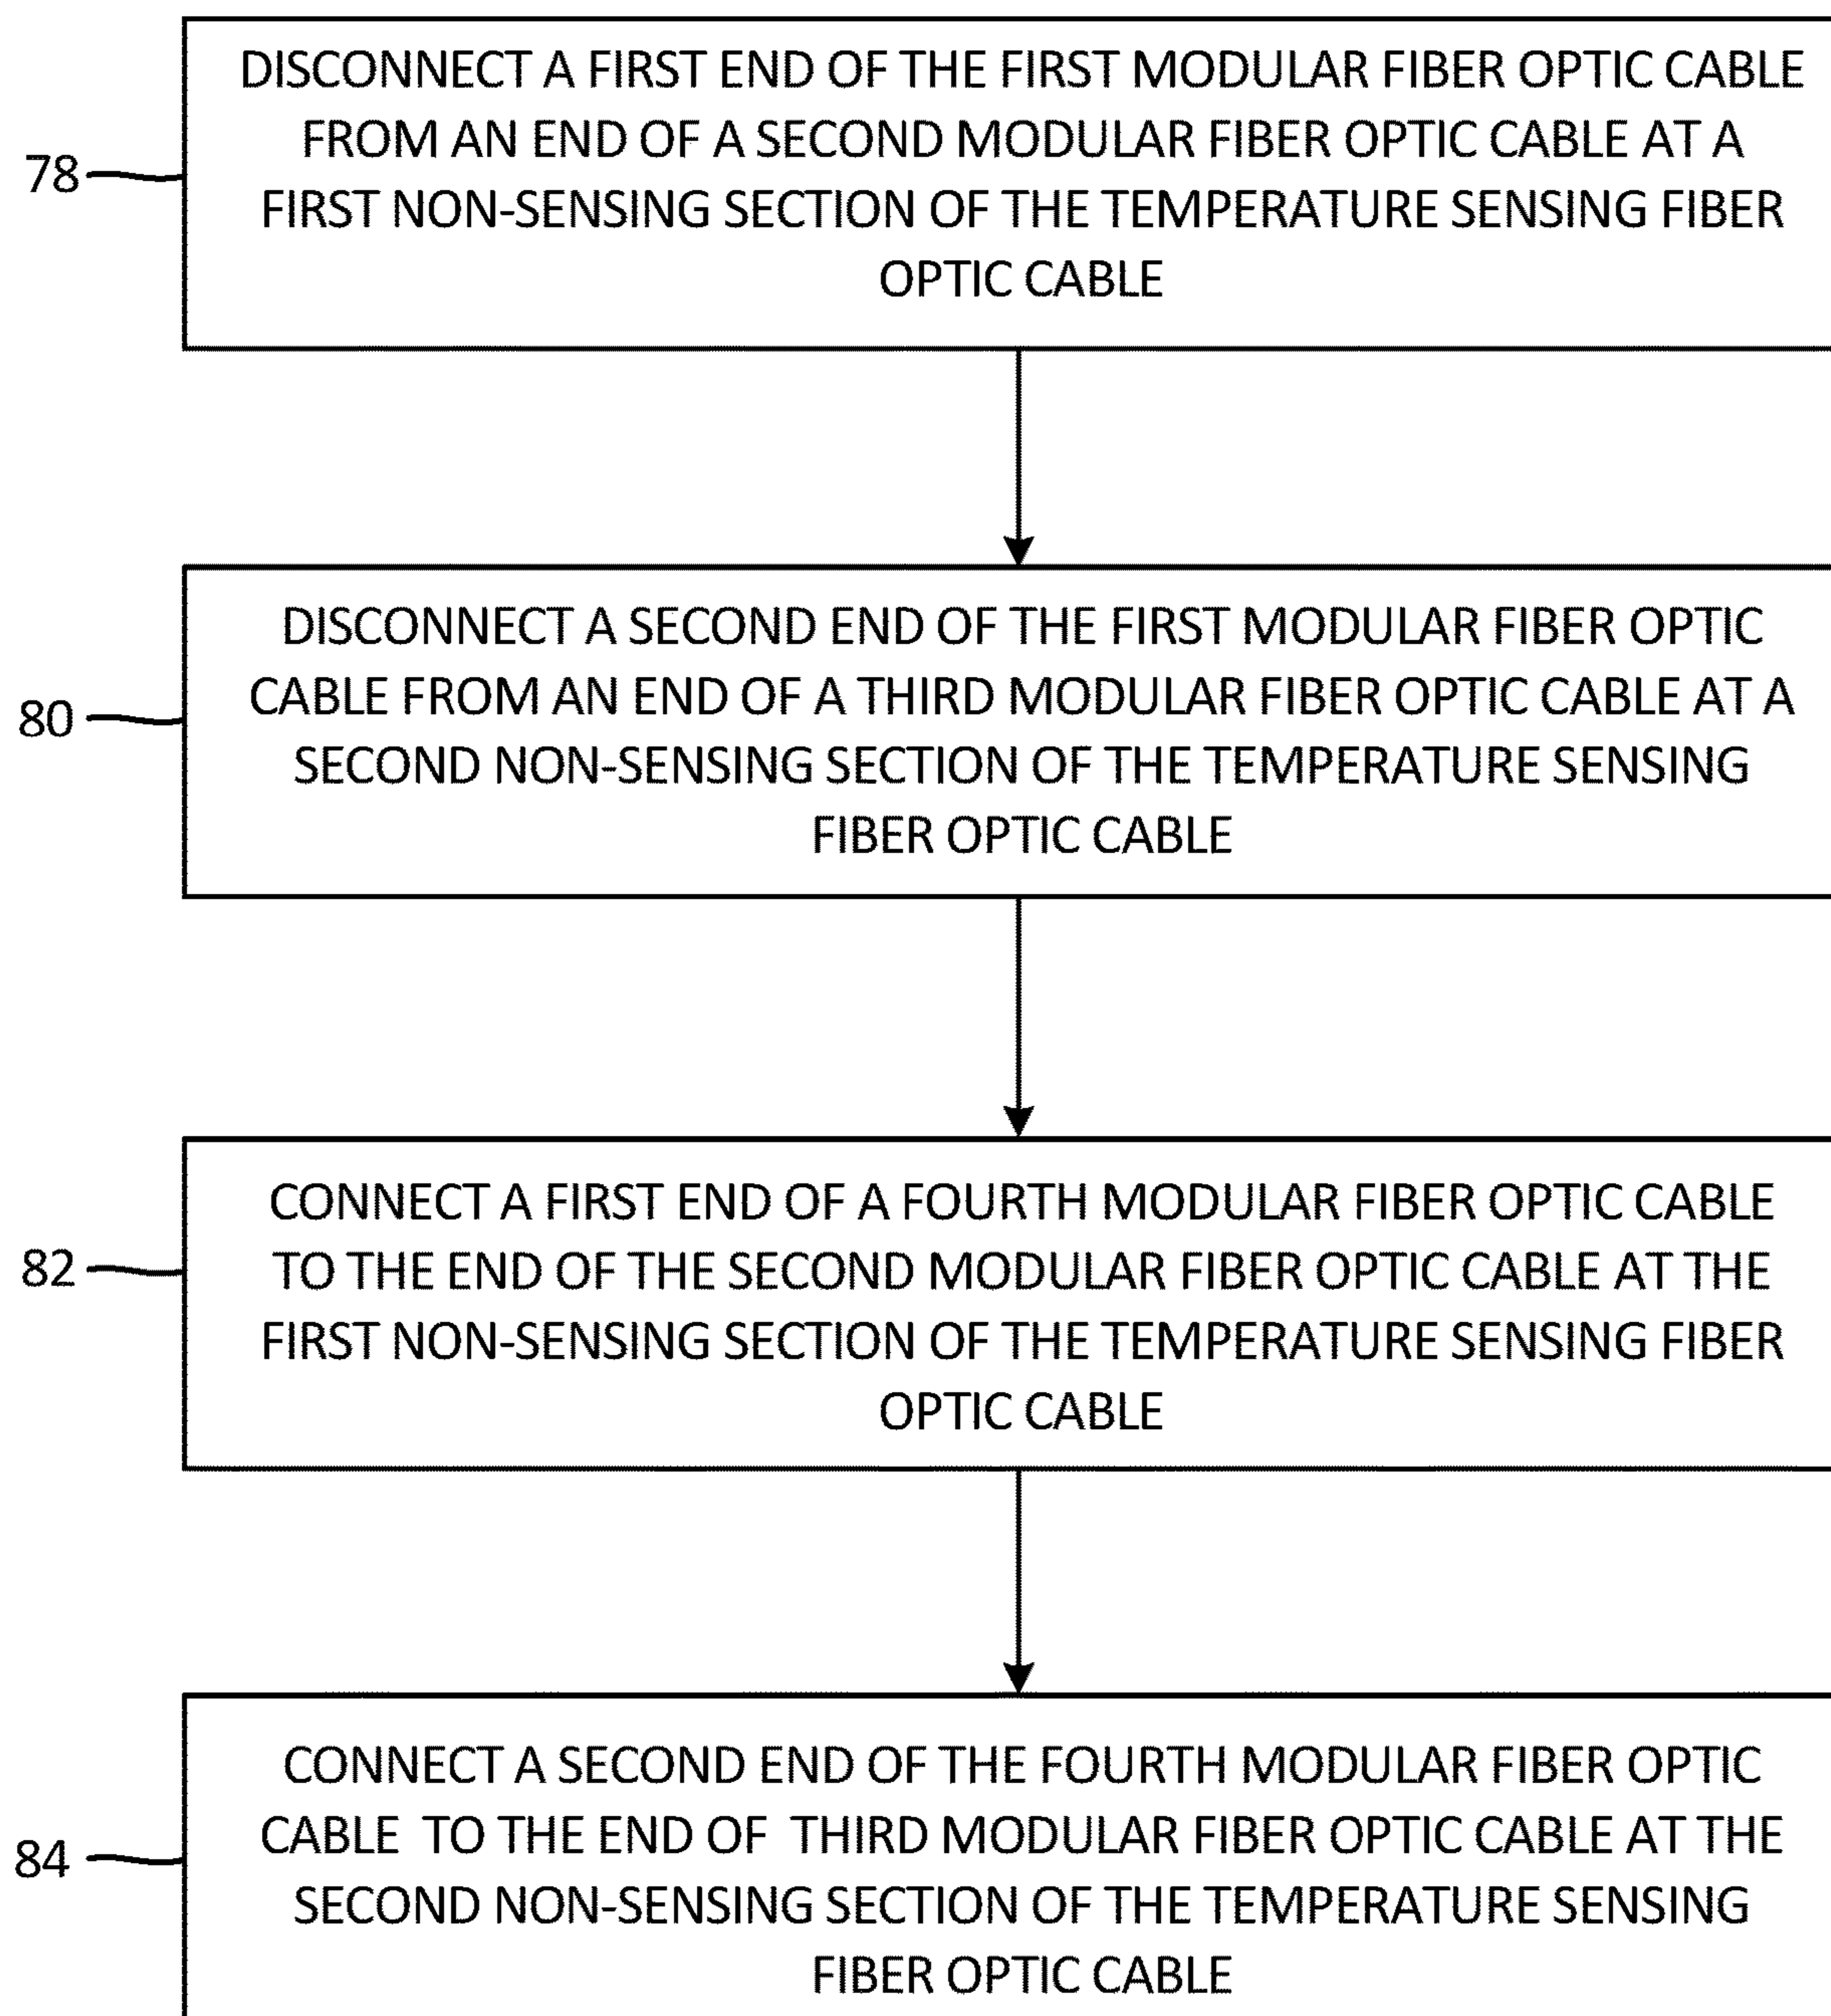 DISCONNECT A FIRST END OF THE FIRST MODULAR FIBER OPTIC CABLE
FROM AN END OF A SECOND MODULAR FIBER OPTIC CABLE AT A
78
FIRST NON-SENSING SECTION OF THE TEMPERATURE SENSING FIBER
OPTIC CABLE
DISCONNECT A SECOND END OF THE FIRST MODULAR FIBER OPTIC
CABLE FROM AN END OF A THIRD MODULAR FIBER OPTIC CABLE AT A
80
SECOND NON-SENSING SECTION OF THE TEMPERATURE SENSING
FIBER OPTIC CABLE
CONNECT A FIRST END OF A FOURTH MODULAR FIBER OPTIC CABLE
TO THE END OF THE SECOND MODULAR FIBER OPTIC CABLE AT THE
82
FIRST NON-SENSING SECTION OF THE TEMPERATURE SENSING FIBER
OPTIC CABLE
CONNECT A SECOND END OF THE FOURTH MODULAR FIBER OPTIC
CABLE TO THE END OF THIRD MODULAR FIBER OPTIC CABLE AT THE
84
SECOND NON-SENSING SECTION OF THE TEMPERATURE SENSING
FIBER OPTIC CABLE